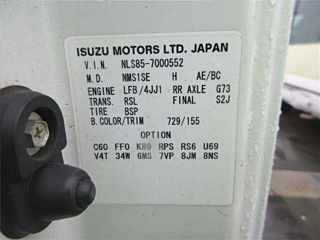 ISUZU MOTORS LTD. JAPAN
V.I.N. NLS85-7000552
M.D. NMS1SE H AE/BC
ENGINE LFB/4JJ1 RR AXLE G73
TRANS. RSL FINAL S2J
TIRE BSP
B.COLOR/TRIM 729/155
OPTION
C60 FF0 K89 RPS RS6 U69
V4T 34W 6MS 7VP 8JM 8NS